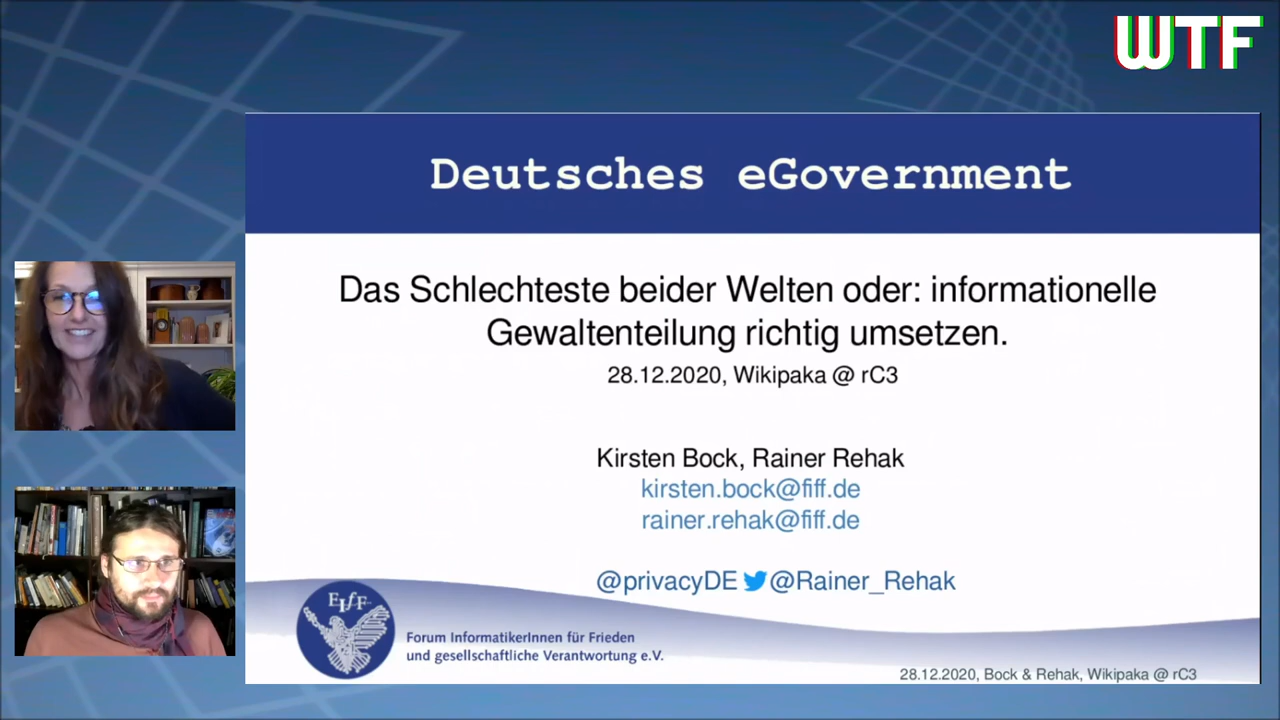 WTF
Deutsches eGovernment
Das Schlechteste beider Welten oder: informationelle
Gewaltenteilung richtig umsetzen.
28.12.2020, Wikipaka @ rC3
Kirsten Bock, Rainer Rehak
kirsten.bock@fiff.de
rainer.rehak@fiff.de
@privacyDE @Rainer_Rehak
FIfF
Forum InformatikerInnen für Frieden
und gesellschaftliche Verantwortung e.V.
28.12.2020, Bock & Rehak, Wikipaka @ rC3